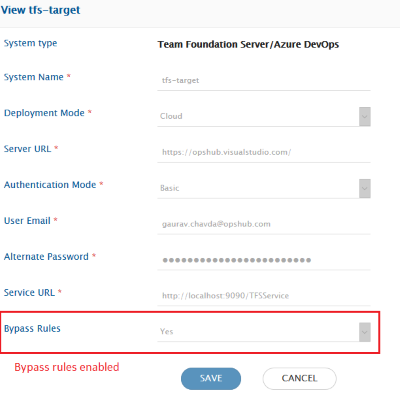 View tfs-target
System type Team Foundation Server/Azure DevOps
System Name * tfs-target
Deployment Mode * Cloud
Server URL * https://opshub.visualstudio.com/
Authentication Mode * Basic
User Email * gaurav.chavda@opshub.com
Alternate Password * ●●●●●●●●●●●●●●●●●●●●●●●●
Service URL * http://localhost:9090/TFSService
Bypass Rules Yes
Bypass rules enabled
SAVE CANCEL